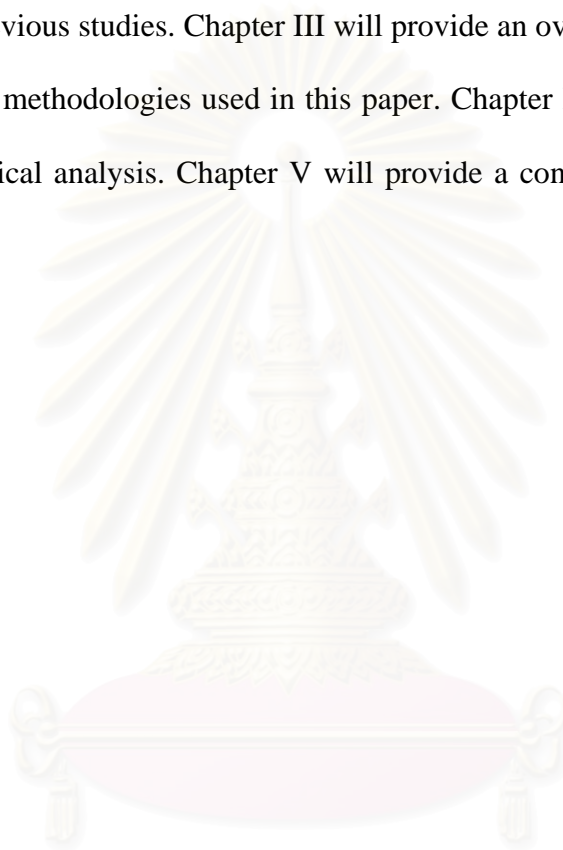 vious studies. Chapter III will provide an ov
methodologies used in this paper. Chapter
ical analysis. Chapter V will provide a con